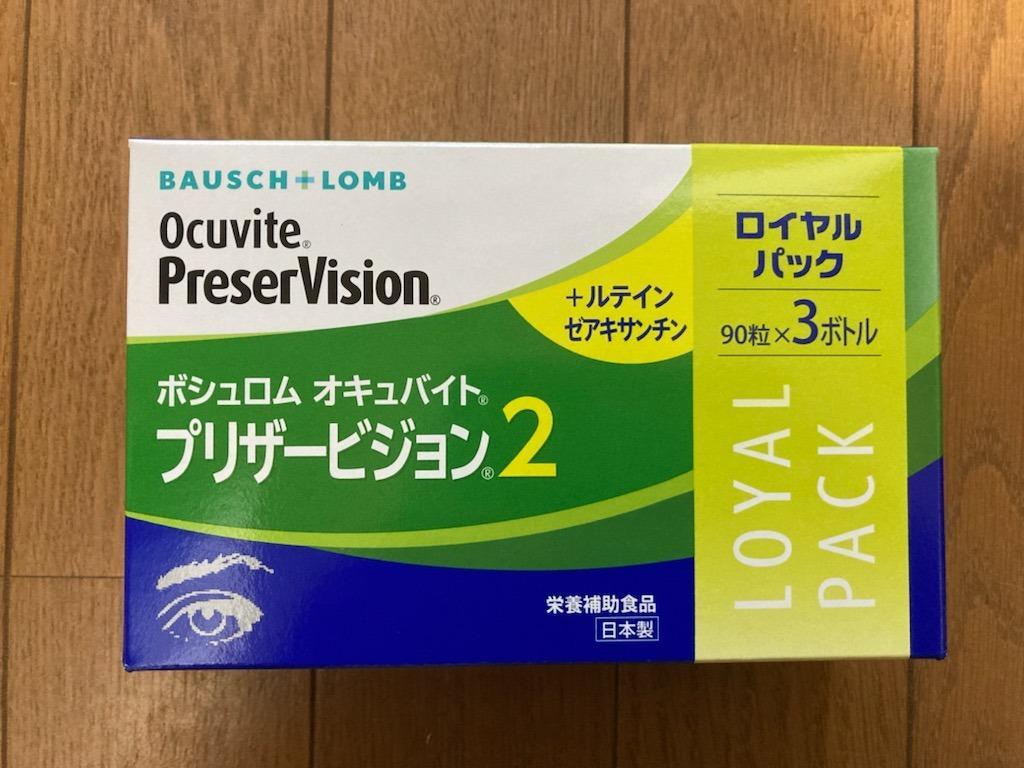 BAUSCH + LOMB
Ocuvite®
PreserVision®
+ルテイン
ゼアキサンチン
ボシュロム オキュバイト®
プリザービジョン®2
栄養補助食品
日本製
ロイヤル
パック
90粒×3ボトル
LOYAL
PACK